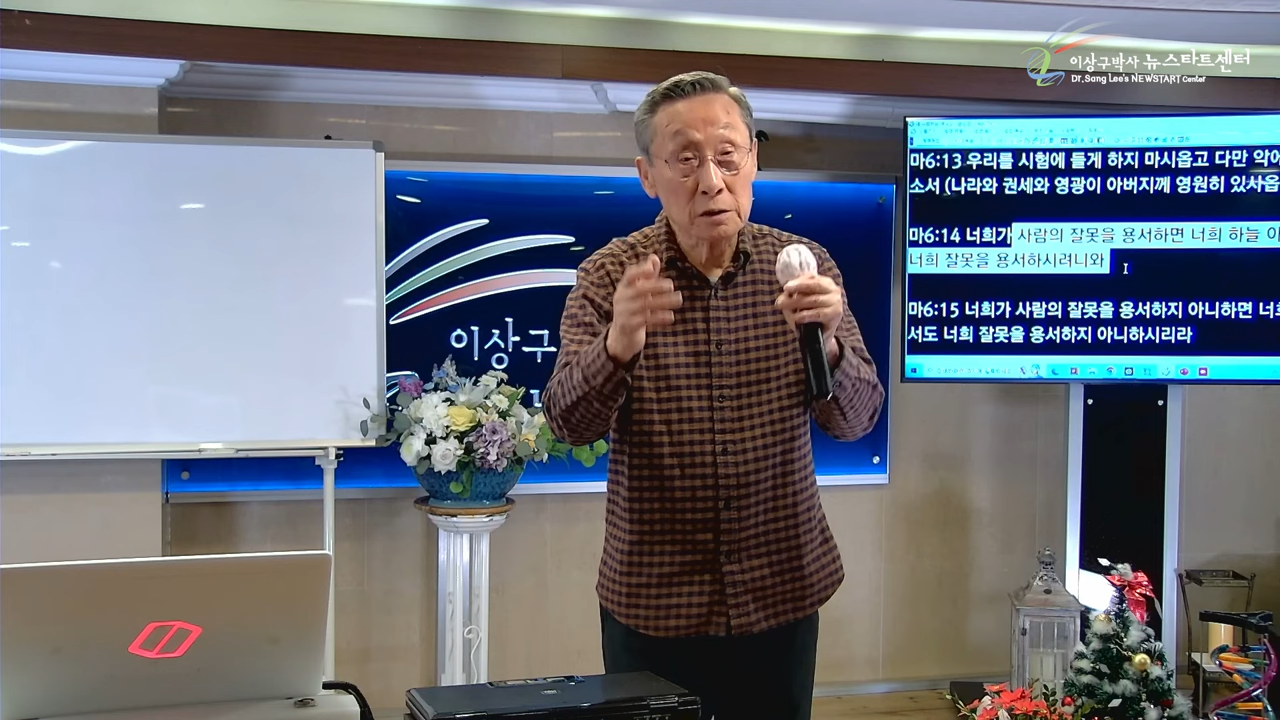 이상구박사 뉴스타트센터
Dr. Sang Lee's NEWSTART Center
마6:13 우리를 시험에 들게 하지 마시옵고 다만 악에
소서 (나라와 권세와 영광이 아버지께 영원히 있사옵
마6:14 너희가 사람의 잘못을 용서하면 너희 하늘 아
너희 잘못을 용서하시려니와
마6:15 너희가 사람의 잘못을 용서하지 아니하면 너희
서도 너희 잘못을 용서하지 아니하시리라
이상구